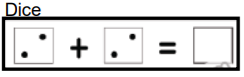 Dice
+ =